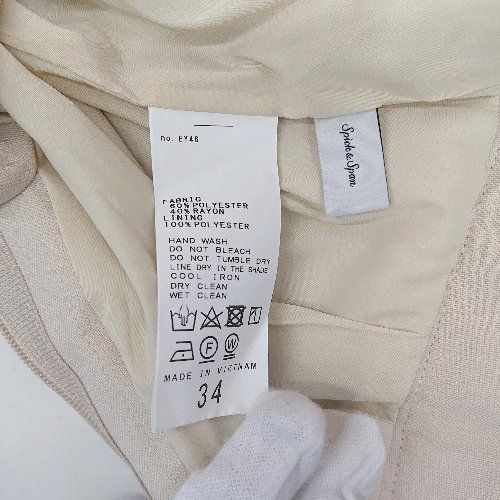 no. EY46
FABRIC
60% POLYESTER
40% RAYON
LINING
100% POLYESTER
HAND WASH
DO NOT BLEACH
DO NOT TUMBLE DRY
LINE DRY IN THE SHADE
COOL IRON
DRY CLEAN
WET CLEAN
F W
MADE IN VIETNAM
34
Spick & Span